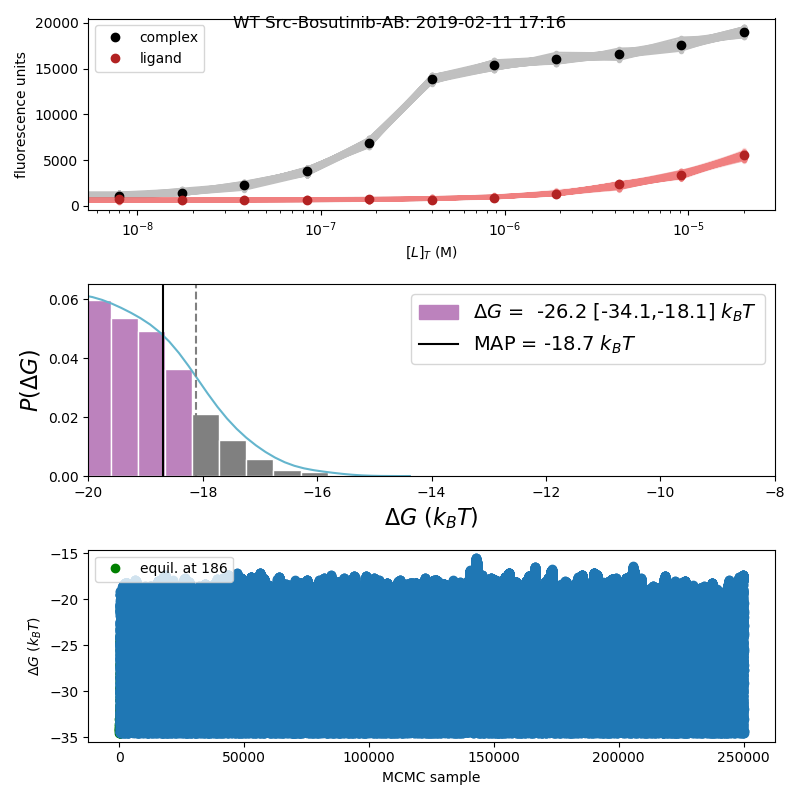 WT Src-Bosutinib-AB: 2019-02-11 17:16
complex
ligand
fluorescence units
20000
15000
10000
5000
0
10⁻⁸
10⁻⁷
10⁻⁶
10⁻⁵
[L]_T (M)
ΔG = -26.2 [-34.1,-18.1] k_BT
MAP = -18.7 k_BT
P(ΔG)
0.06
0.04
0.02
0.00
−20
−18
−16
−14
−12
−10
−8
ΔG (k_BT)
equil. at 186
ΔG (k_BT)
−15
−20
−25
−30
−35
0
50000
100000
150000
200000
250000
MCMC sample